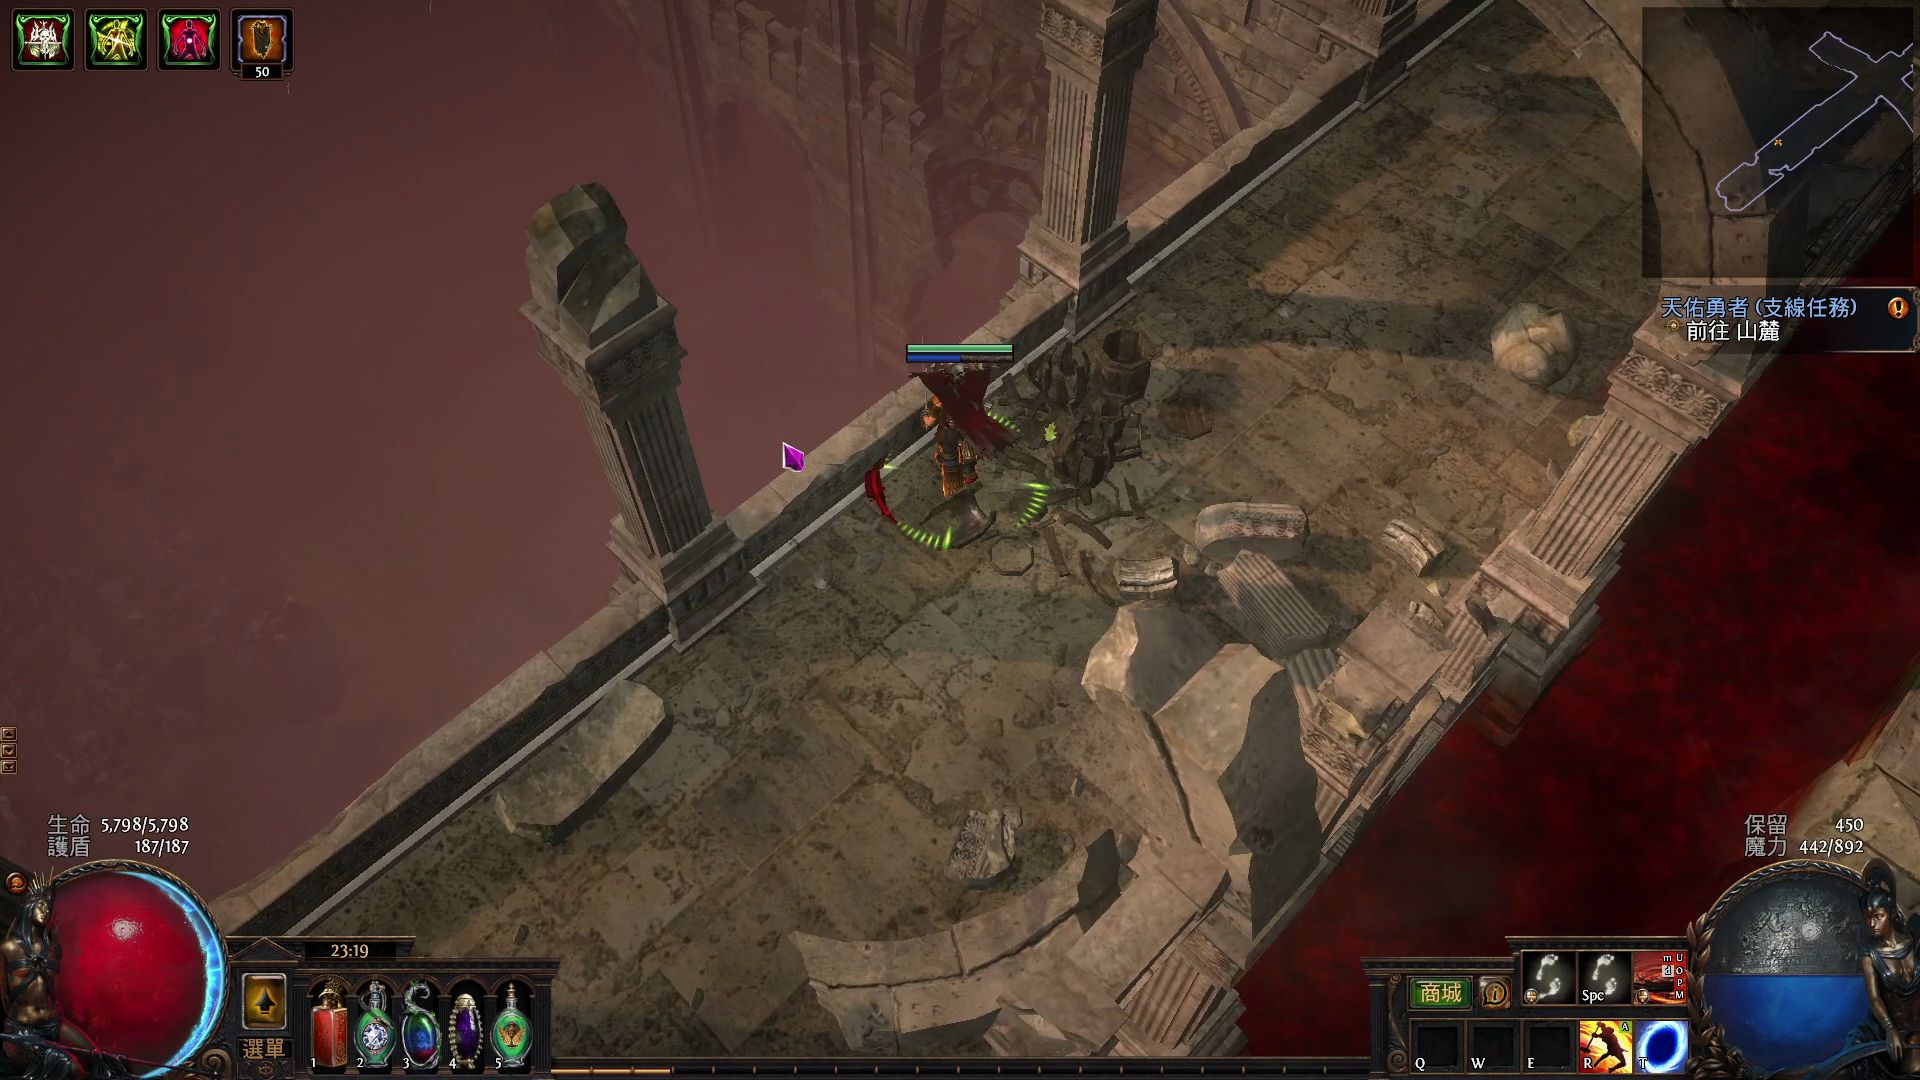 50
天佑勇者 (支線任務)
前往 山麓
生命 5,798/5,798
護盾 187/187
保留 450
魔力 442/892
23:19
選單
1 2 3 4 5
商城
Spc
m U
d O
P
M
A
Q W E R T